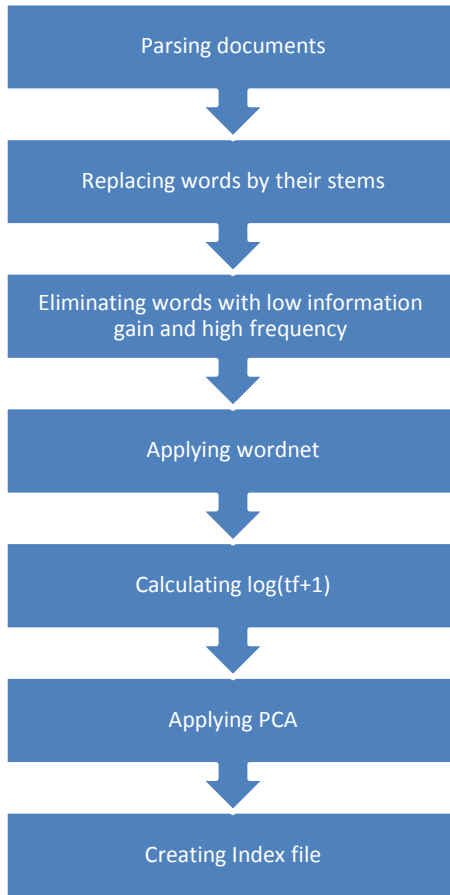 Parsing documents
Replacing words by their stems
Eliminating words with low information
gain and high frequency
Applying wordnet
Calculating log(tf+1)
Applying PCA
Creating Index file